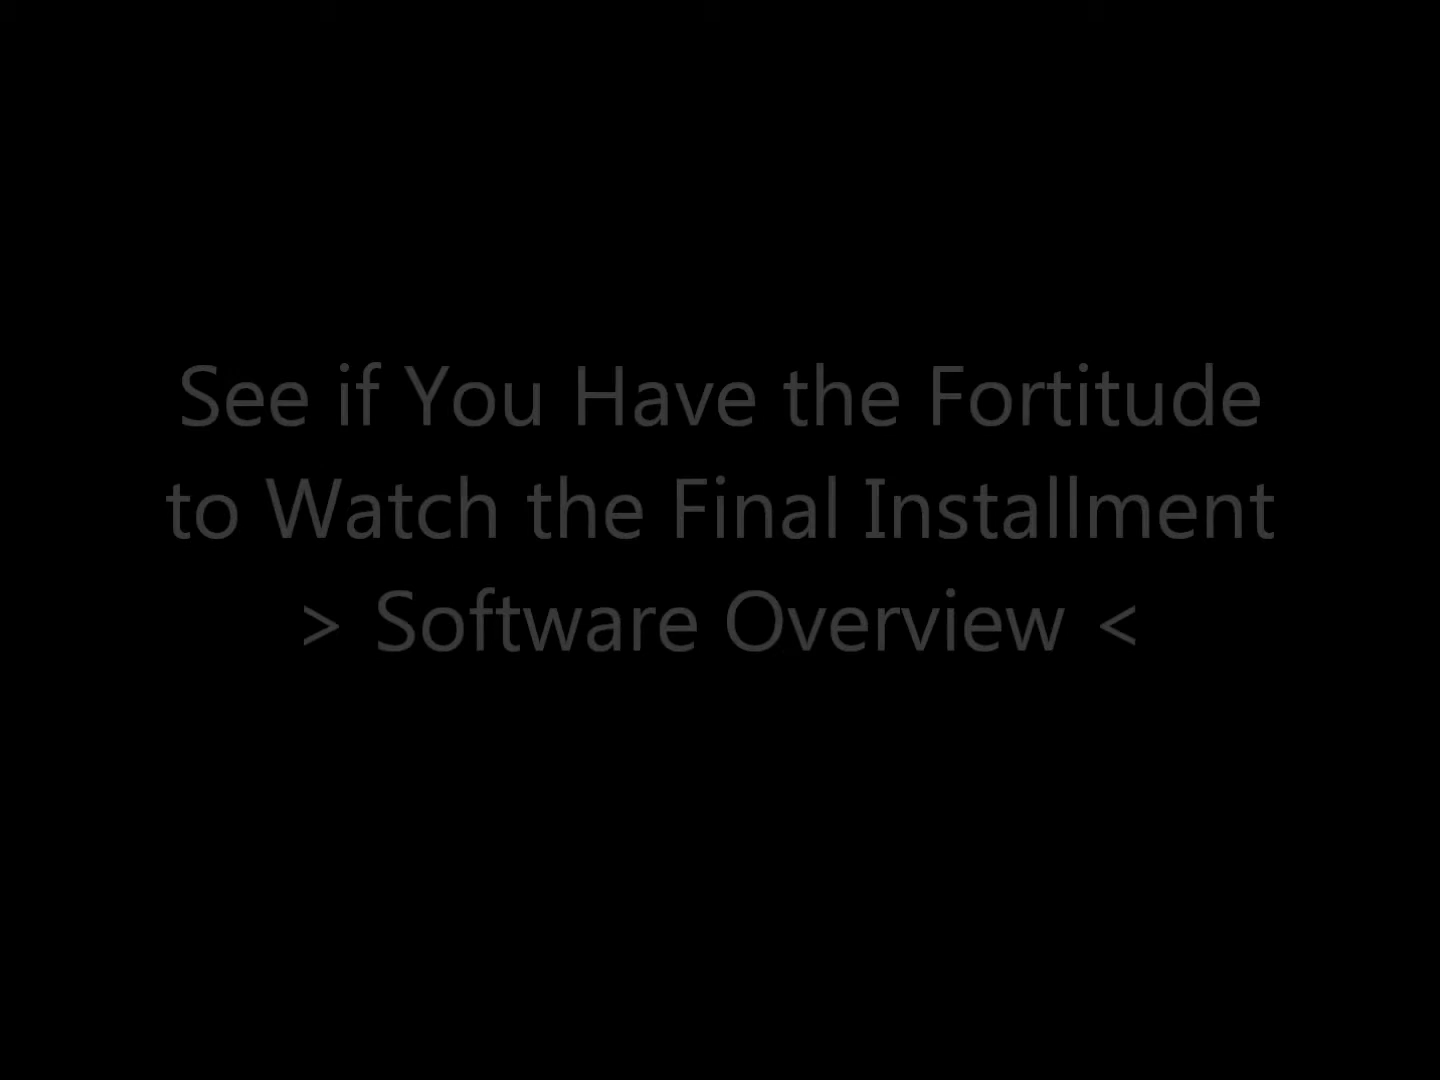 See if You Have the Fortitude
to Watch the Final Installment
> Software Overview <